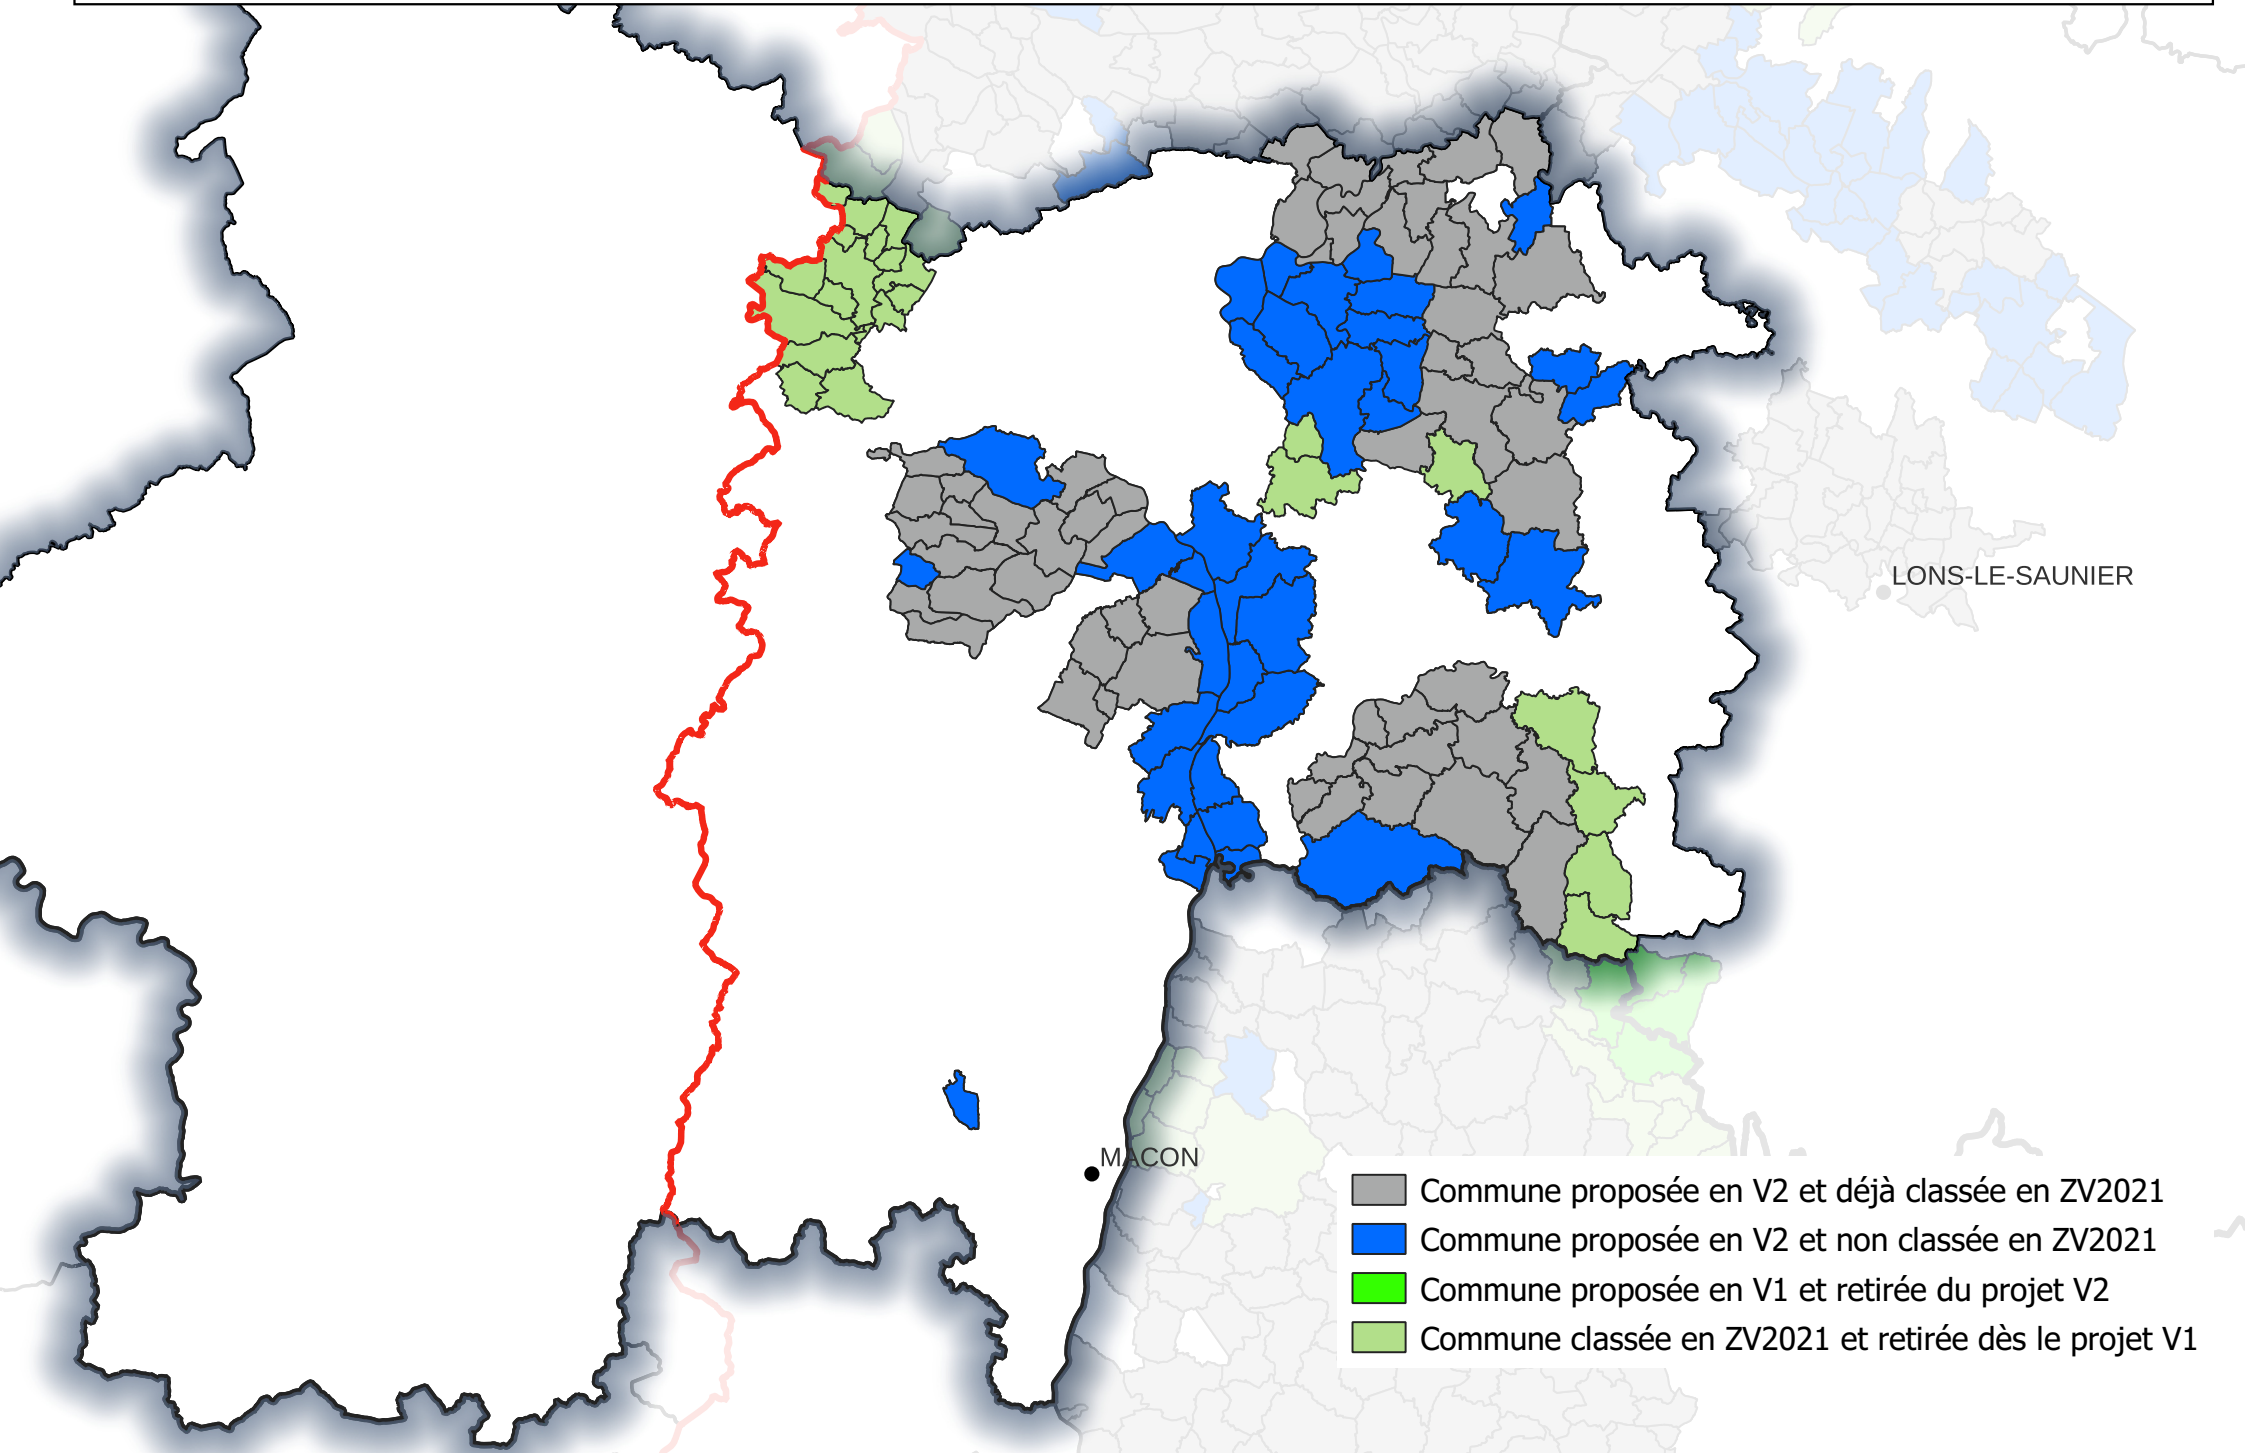 LONS-LE-SAUNIER
MACON
Commune proposée en V2 et déjà classée en ZV2021
Commune proposée en V2 et non classée en ZV2021
Commune proposée en V1 et retirée du projet V2
Commune classée en ZV2021 et retirée dès le projet V1